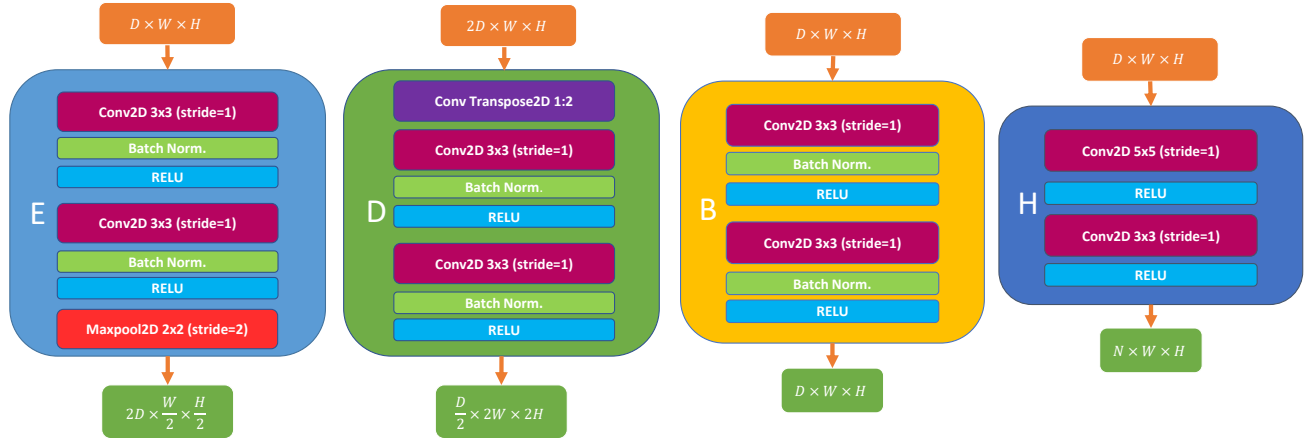 D × W × H
Conv2D 3x3 (stride=1)
Batch Norm.
RELU
E
Conv2D 3x3 (stride=1)
Batch Norm.
RELU
Maxpool2D 2x2 (stride=2)
2D × W/2 × H/2
2D × W × H
Conv Transpose2D 1:2
Conv2D 3x3 (stride=1)
Batch Norm.
RELU
D
Conv2D 3x3 (stride=1)
Batch Norm.
RELU
D/2 × 2W × 2H
D × W × H
Conv2D 3x3 (stride=1)
Batch Norm.
RELU
B
Conv2D 3x3 (stride=1)
Batch Norm.
RELU
D × W × H
D × W × H
Conv2D 5x5 (stride=1)
RELU
H
Conv2D 3x3 (stride=1)
RELU
N × W × H